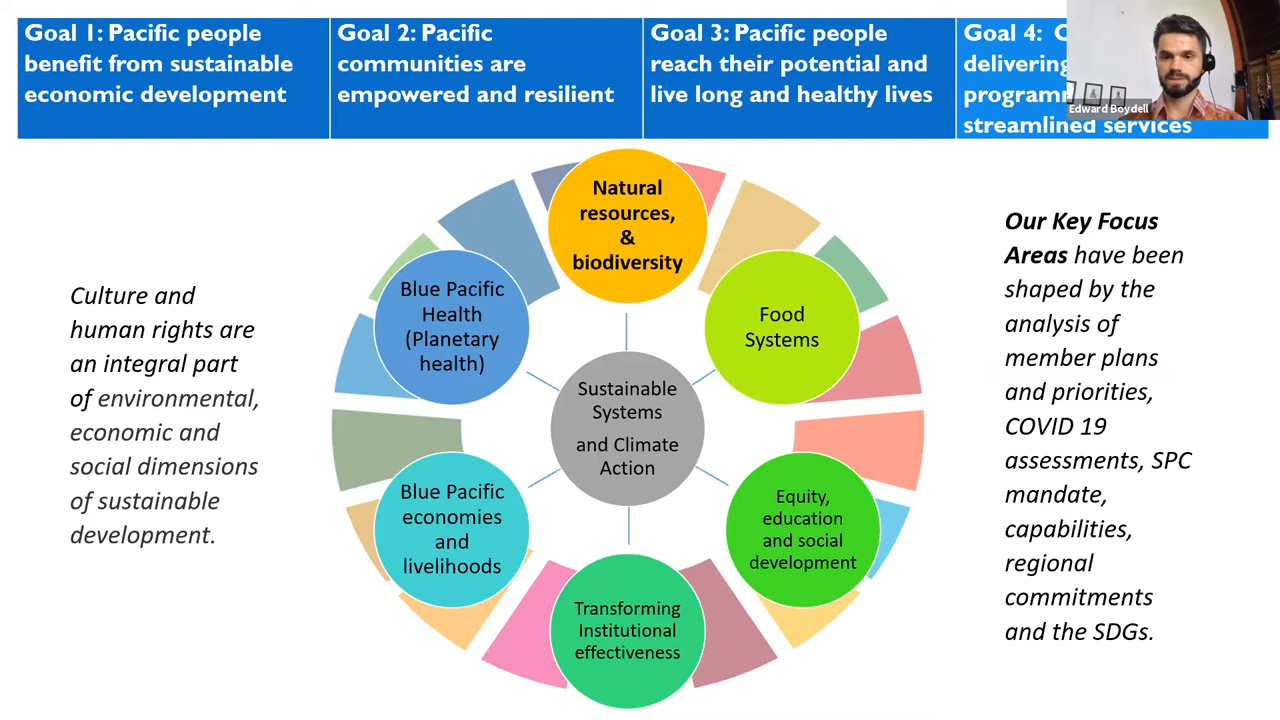 Goal 1: Pacific people
benefit from sustainable
economic development
Goal 2: Pacific
communities are
empowered and resilient
Goal 3: Pacific people
reach their potential and
live long and healthy lives
Goal 4:
delivering
streamlined services
Edward Boydell
Natural
resources,
&
biodiversity
Blue Pacific
Health
(Planetary
health)
Food
Systems
Sustainable
Systems
and Climate
Action
Blue Pacific
economies
and
livelihoods
Equity,
education
and social
development
Transforming
Institutional
effectiveness
Culture and
human rights are
an integral part
of environmental,
economic and
social dimensions
of sustainable
development.
Our Key Focus
Areas have been
shaped by the
analysis of
member plans
and priorities,
COVID 19
assessments, SPC
mandate,
capabilities,
regional
commitments
and the SDGs.